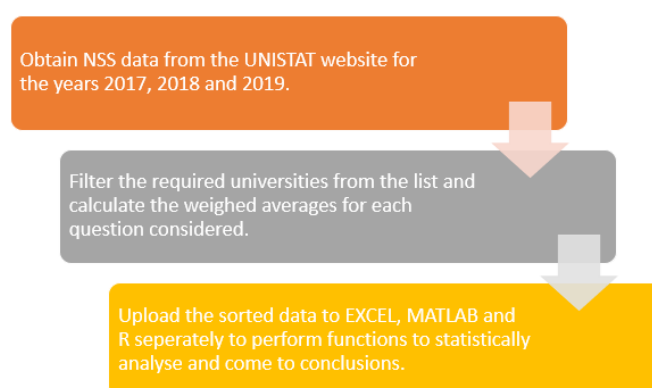 Obtain NSS data from the UNISTAT website for
the years 2017, 2018 and 2019.
Filter the required universities from the list and
calculate the weighed averages for each
question considered.
Upload the sorted data to EXCEL, MATLAB and
R seperately to perform functions to statistically
analyse and come to conclusions.